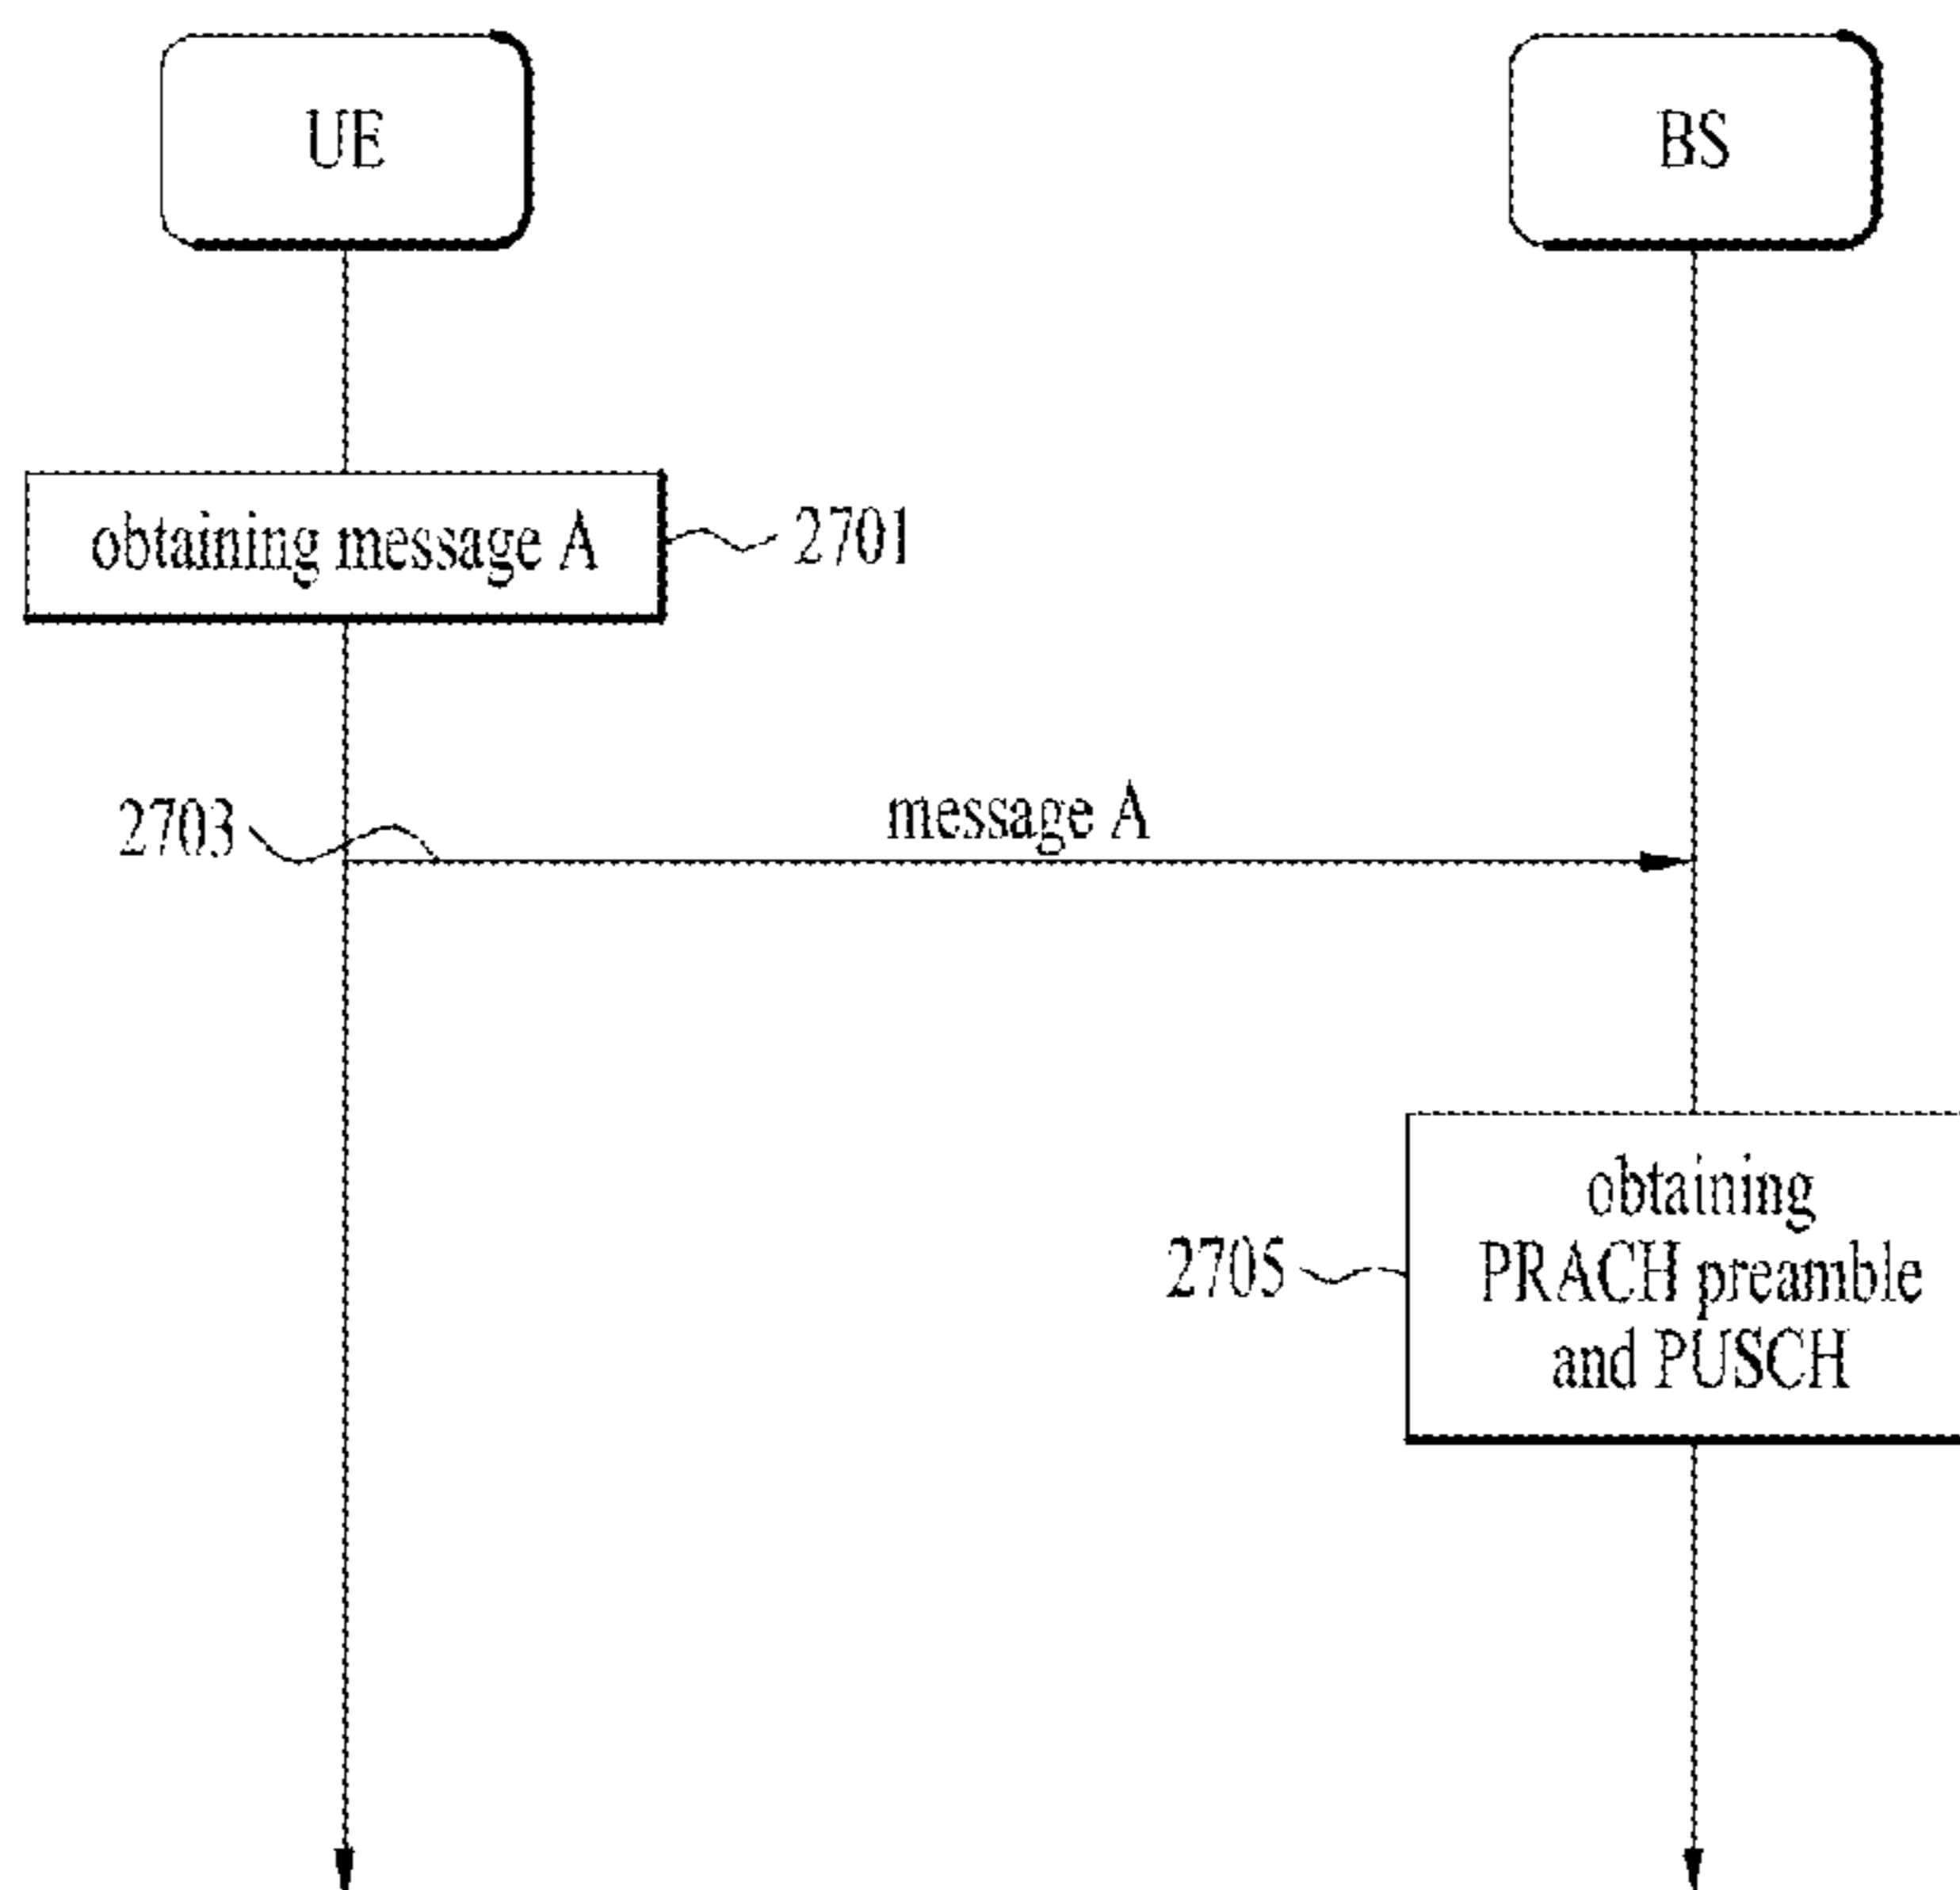 UE
BS
obtaining message A
2701
2703
message A
obtaining
PRACH preamble
and PUSCH
2705